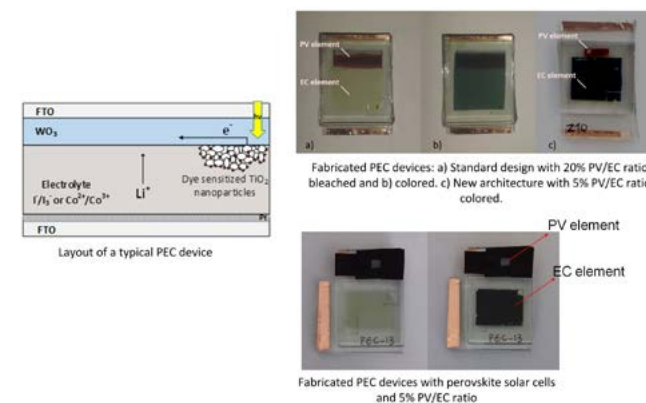 FTO
WO₃
e⁻
hν
Electrolyte
I⁻/I₃⁻ or Co²⁺/Co³⁺
Li⁺
Dye sensitized TiO₂
nanoparticles
Pt
FTO
Layout of a typical PEC device
PV element
EC element
a)
b)
PV element
EC element
c)
Z10
Fabricated PEC devices: a) Standard design with 20% PV/EC ratio
bleached and b) colored. c) New architecture with 5% PV/EC ratio
colored.
PV element
EC element
PEC-13
PEC-13
Fabricated PEC devices with perovskite solar cells
and 5% PV/EC ratio